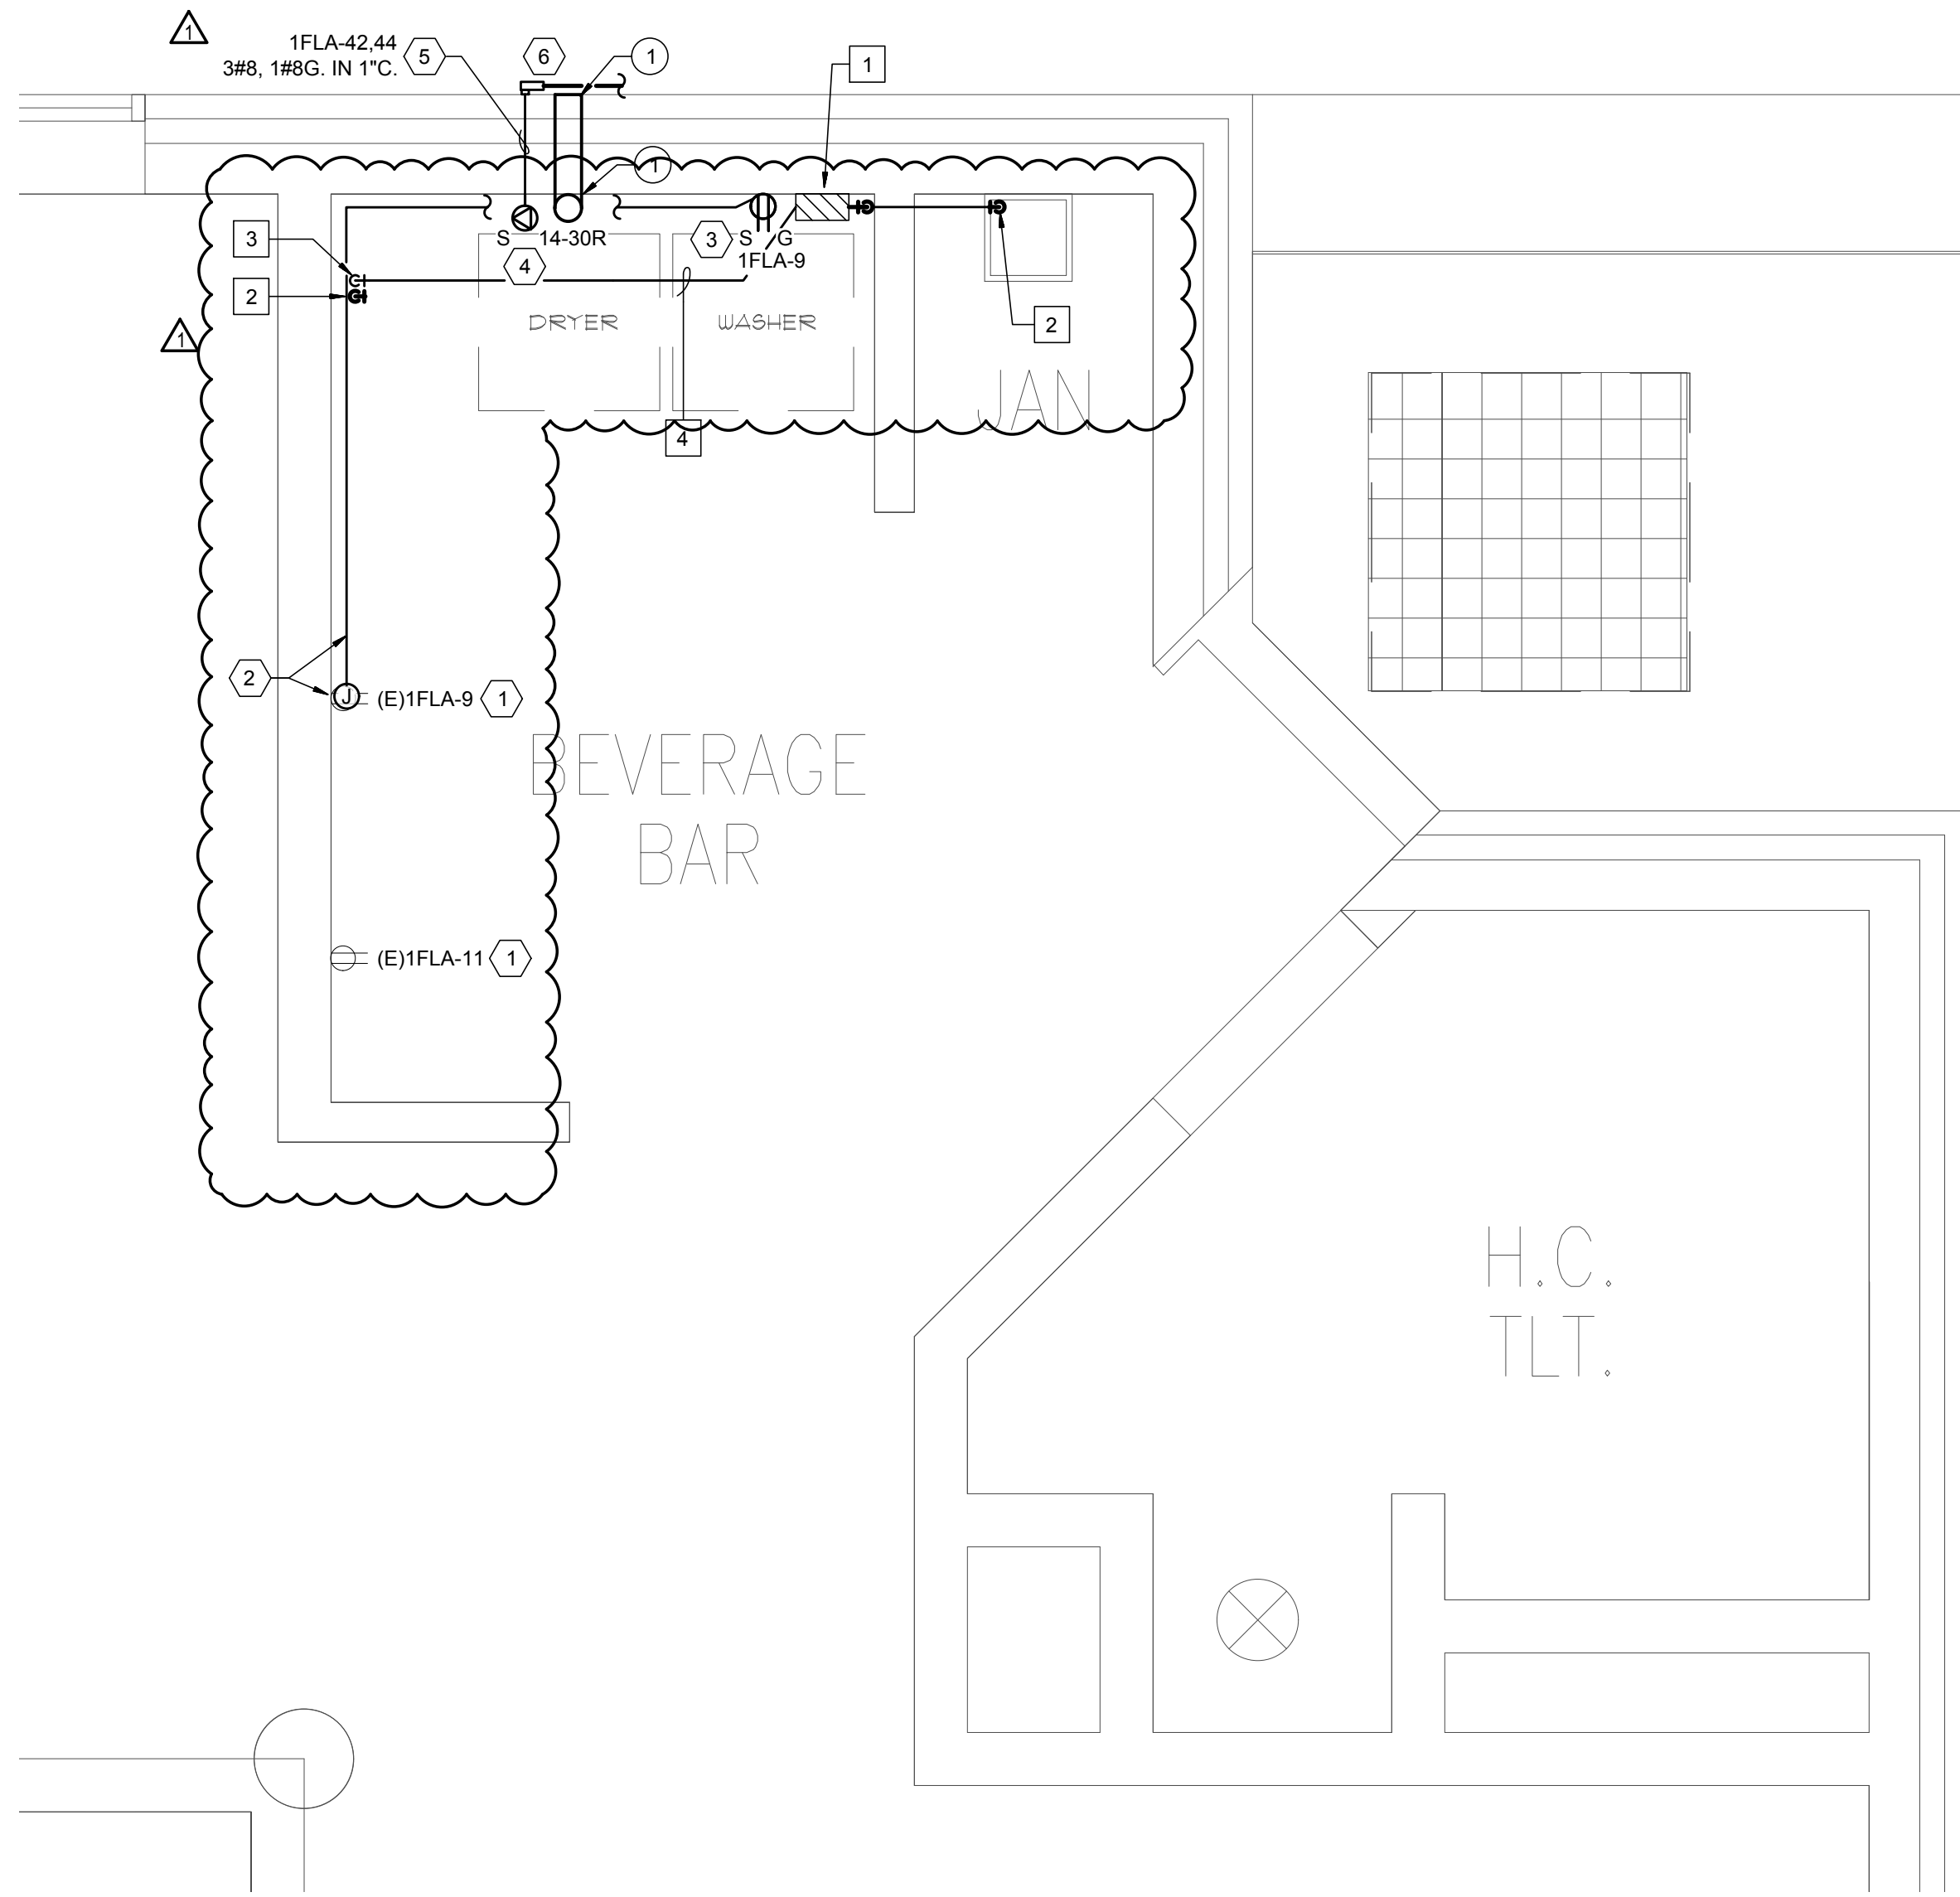 1
1FLA-42,44
3#8, 1#8G. IN 1"C.
5
6
1
1
1
3
S
14-30R
3
S
G
1FLA-9
4
2
2
DRYER
WASHER
1
JAN
4
2
J
(E)1FLA-9
1
BEVERAGE
BAR
(E)1FLA-11
1
H.C.
TLT.